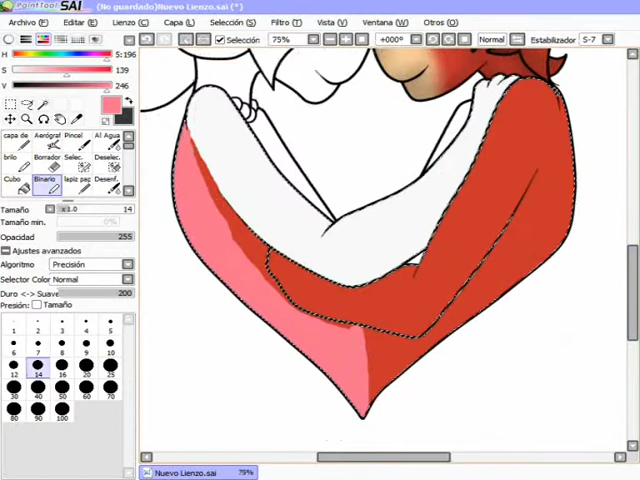 PaintTool SAI (No guardado)Nuevo Lienzo.sai (*)
Archivo (F) Editar (E) Lienzo (C) Capa (L) Selección (S) Filtro (T) Vista (V) Ventana (W) Otros (O)
Selección 75% +000º Normal Estabilizador S-7
H 5:196
S 139
V 246
capa de Aerógraf Pincel Al Agua
brilo Borrador Selec. Deselec.
Cubo Binario lapiz pap Desenf.
Tamaño x1.0 14
Tamaño min. 0%
Opacidad 255
Ajustes avanzados
Algoritmo Precisión
Selector Color Normal
Duro <-> Suave 200
Presión: Tamaño
1 2 3 4 5
6 7 8 9 10
12 14 16 20 25
30 40 50 60 70
80 90 100
Nuevo Lienzo.sai 75%